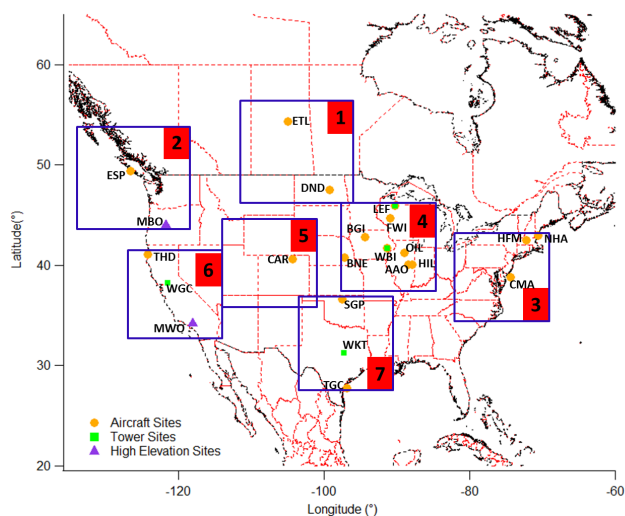 60
50
40
30
20
Latitude(°)
-120
-100
-80
-60
Longitude (°)
1
ETL
DND
2
ESP
MBO
LEF
4
FWI
BGI
OIL
WBI
BNE
AAO
HIL
5
CAR
6
THD
WGC
MWO
HFM
NHA
CMA
3
SGP
WKT
TGC
7
Aircraft Sites
Tower Sites
High Elevation Sites